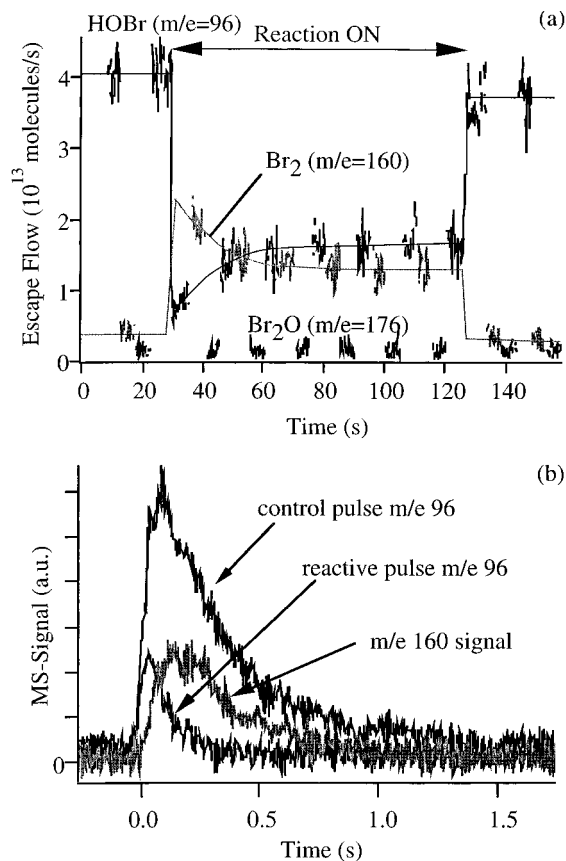 HOBr (m/e=96)
Reaction ON
(a)
Br2 (m/e=160)
Br2O (m/e=176)
Escape Flow (10^13 molecules/s)
4
3
2
1
0
0 20 40 60 80 100 120 140
Time (s)
(b)
control pulse m/e 96
reactive pulse m/e 96
m/e 160 signal
MS-Signal (a.u.)
0
0.0 0.5 1.0 1.5
Time (s)